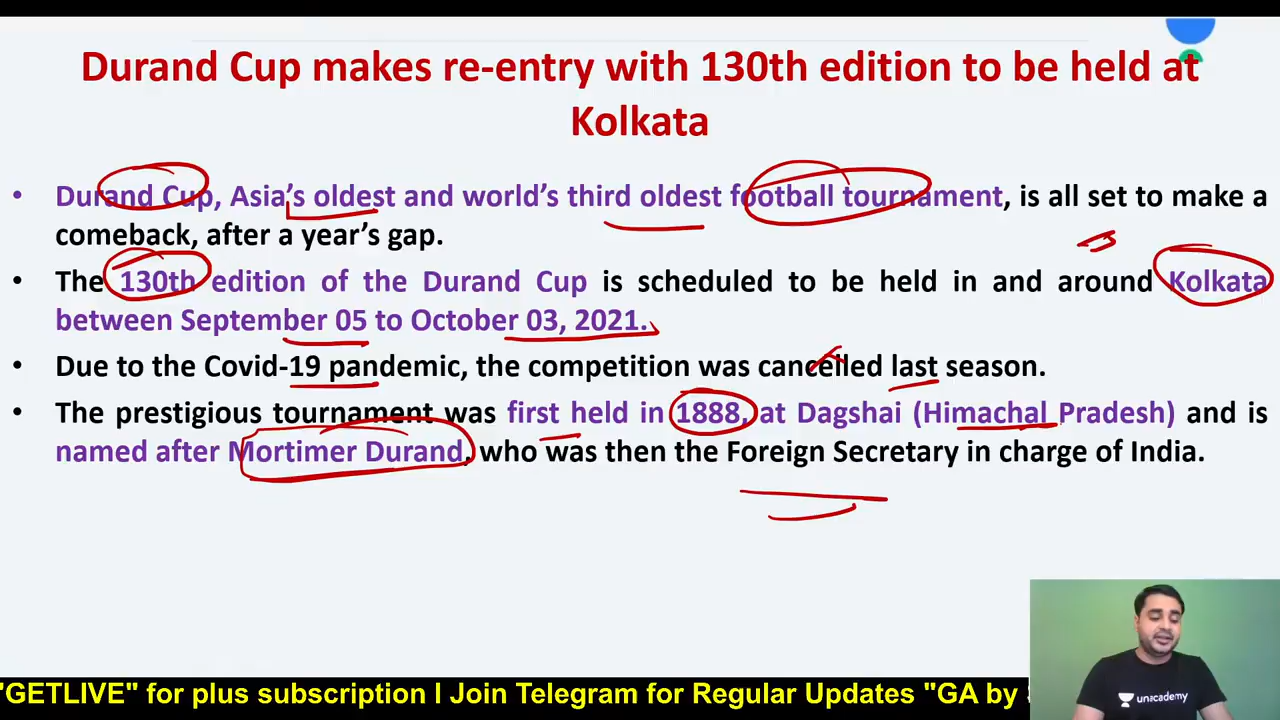 Durand Cup makes re-entry with 130th edition to be held at
Kolkata
• Durand Cup, Asia's oldest and world's third oldest football tournament, is all set to make a
comeback, after a year's gap.
• The 130th edition of the Durand Cup is scheduled to be held in and around Kolkata
between September 05 to October 03, 2021.
• Due to the Covid-19 pandemic, the competition was cancelled last season.
• The prestigious tournament was first held in 1888, at Dagshai (Himachal Pradesh) and is
named after Mortimer Durand, who was then the Foreign Secretary in charge of India.
unacademy
"GETLIVE" for plus subscription I Join Telegram for Regular Updates "GA by